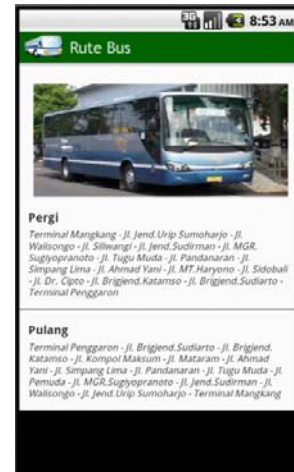 3G 8:53 AM
Rute Bus
Pergi
Terminal Mangkang - Jl. Jend.Urip Sumoharjo - Jl.
Walisongo - Jl. Siliwangi - Jl. Jend.Sudirman - Jl. MGR.
Sugiyopranoto - Jl. Tugu Muda - Jl. Pandanaran - Jl.
Simpang Lima - Jl. Ahmad Yani - Jl. MT.Haryono - Jl. Sidobali
- Jl. Dr. Cipto - Jl. Brigjend.Katamso - Jl. Brigjend.Sudiarto -
Terminal Penggaron
Pulang
Terminal Penggaron - Jl. Brigjend.Sudiarto - Jl. Brigjend.
Katamso - Jl. Kompol Maksum - Jl. Mataram - Jl. Ahmad
Yani - Jl. Simpang Lima - Jl. Pandanaran - Jl. Tugu Muda - Jl.
Pemuda - Jl. MGR.Sugiyopranoto - Jl. Jend.Sudirman - Jl.
Walisongo - Jl. Jend.Urip Sumoharjo - Terminal Mangkang